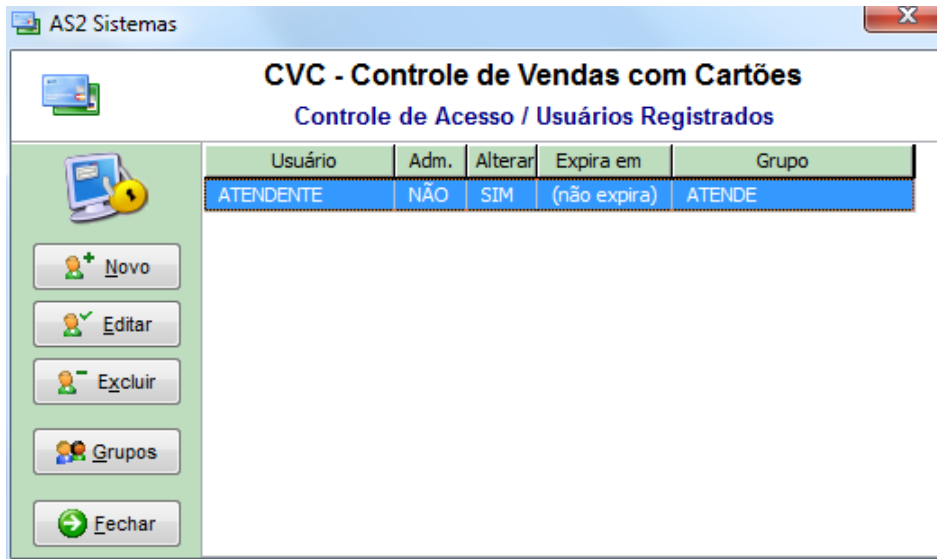 AS2 Sistemas
CVC - Controle de Vendas com Cartões
Controle de Acesso / Usuários Registrados
Usuário Adm. Alterar Expira em Grupo
ATENDENTE NÃO SIM (não expira) ATENDE
Novo
Editar
Excluir
Grupos
Fechar